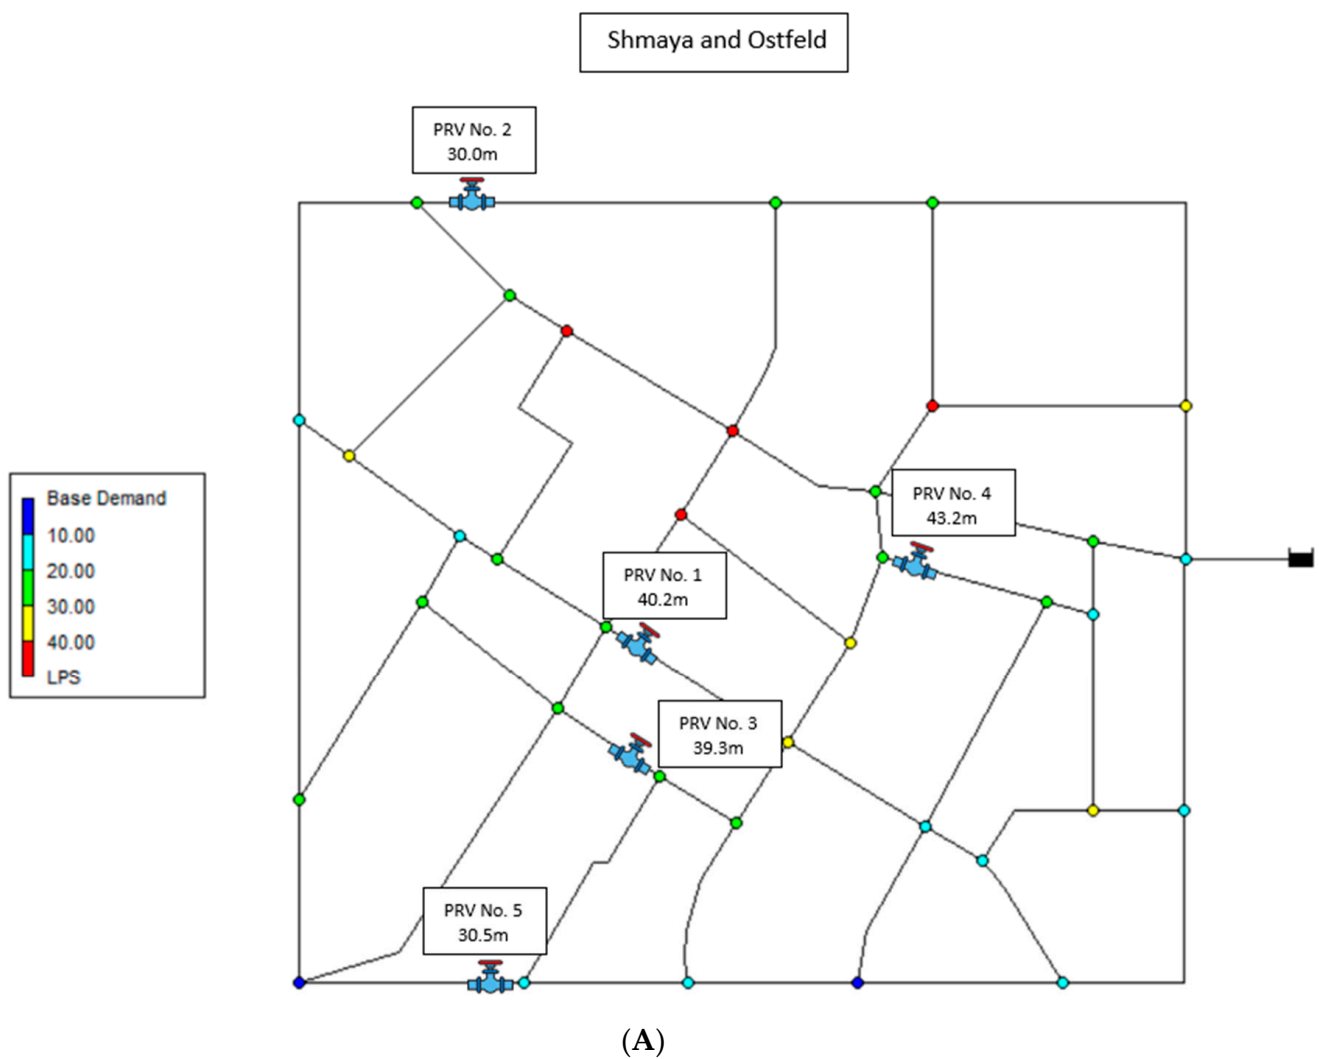 Shmaya and Ostfeld
PRV No. 2
30.0m
PRV No. 4
43.2m
Base Demand
10.00
20.00
30.00
40.00
LPS
PRV No. 1
40.2m
PRV No. 3
39.3m
PRV No. 5
30.5m
(A)